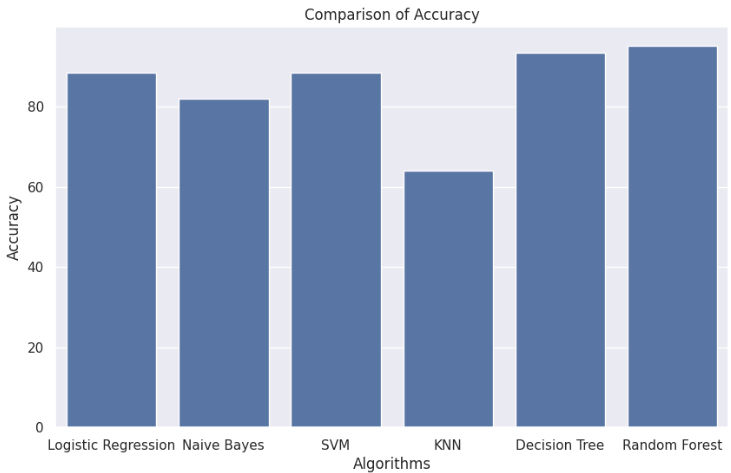 Comparison of Accuracy
Accuracy
80
60
40
20
0
Logistic Regression Naive Bayes SVM KNN Decision Tree Random Forest
Algorithms